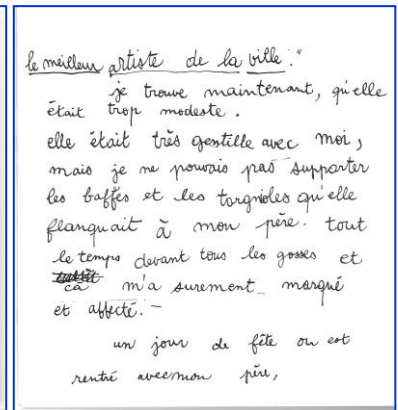 le meilleur artiste de la ville."
je trouve maintenant, qu'elle
était trop modeste.
elle était très gentille avec moi,
mais je ne pouvais pas supporter
les baffes et les torgnoles qu'elle
flanquait à mon père. tout
le temps devant tous les gosses et
ça m'a surement marqué
et affecté. –
un jour de fête on est
rentré avec mon père,